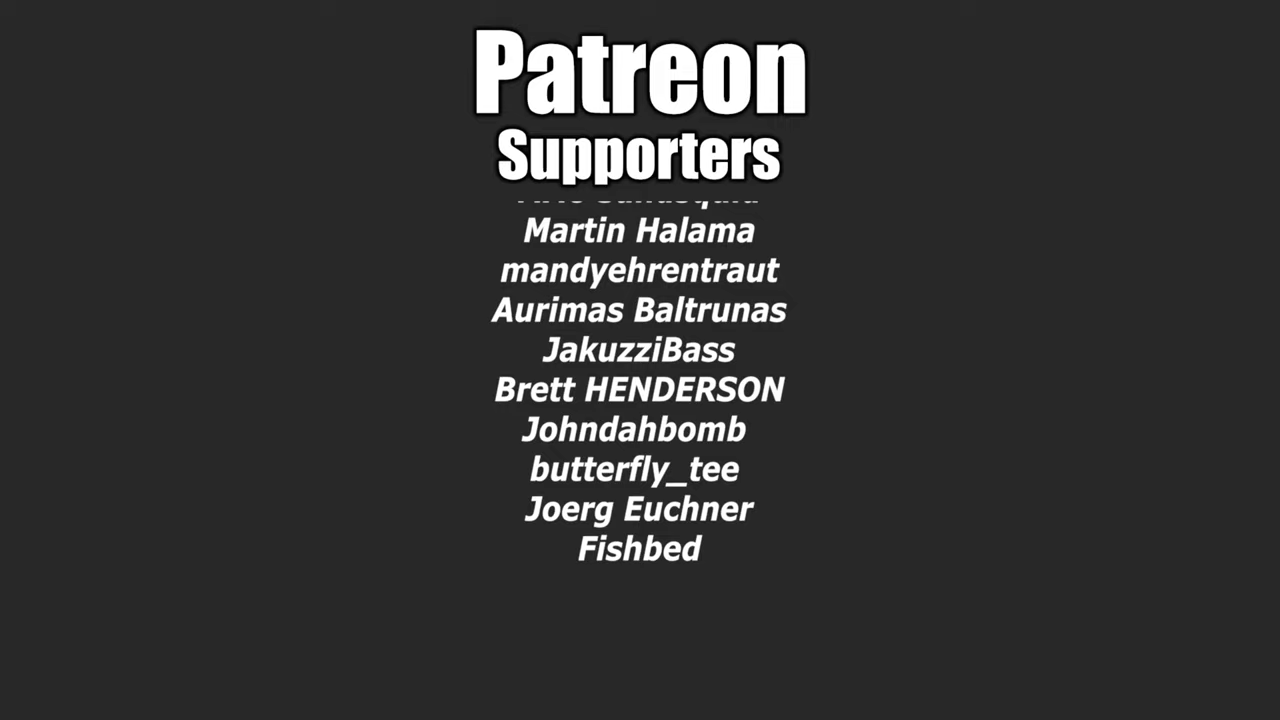 Patreon
Supporters
Martin Halama
mandyehrentraut
Aurimas Baltrunas
JakuzziBass
Brett HENDERSON
Johndahbomb
butterfly_tee
Joerg Euchner
Fishbed